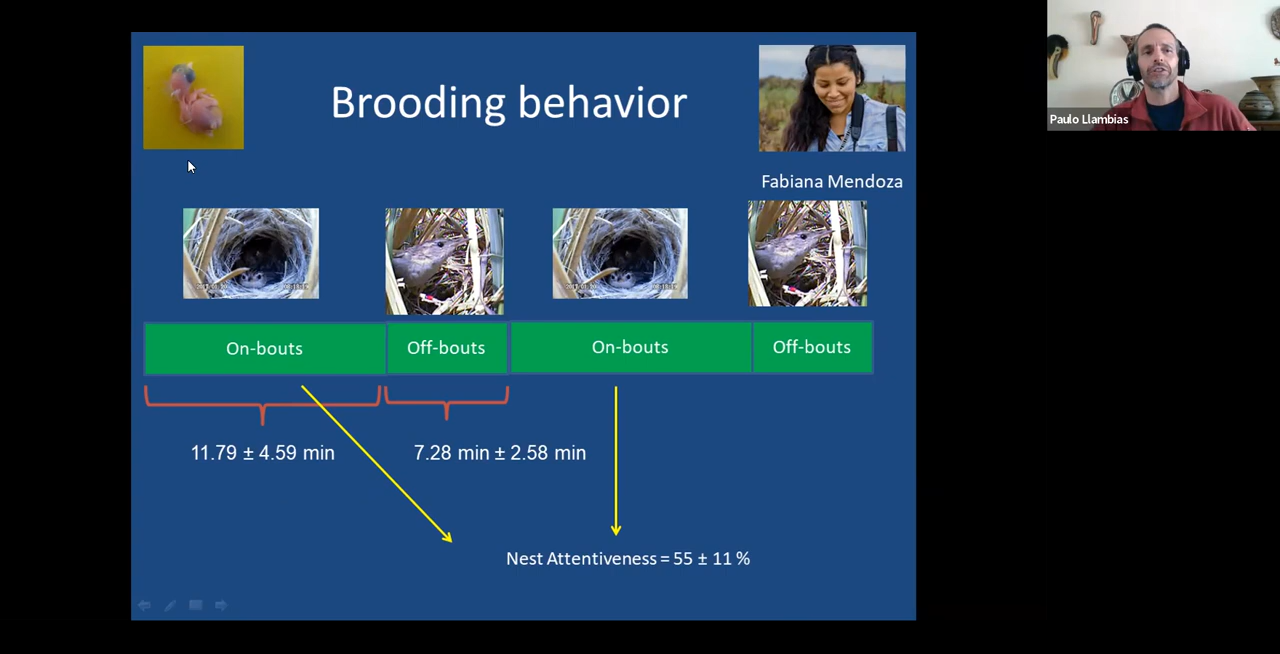 Brooding behavior
Paulo Llambías
Fabiana Mendoza
On-bouts
Off-bouts
On-bouts
Off-bouts
11.79 ± 4.59 min
7.28 min ± 2.58 min
Nest Attentiveness = 55 ± 11 %